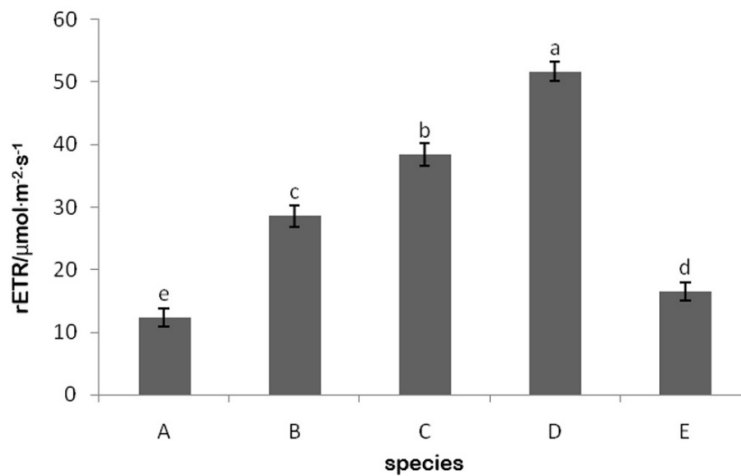 60
50
40
30
20
10
0
rETR/μmol·m⁻²·s⁻¹
e
c
b
a
d
A B C D E
species